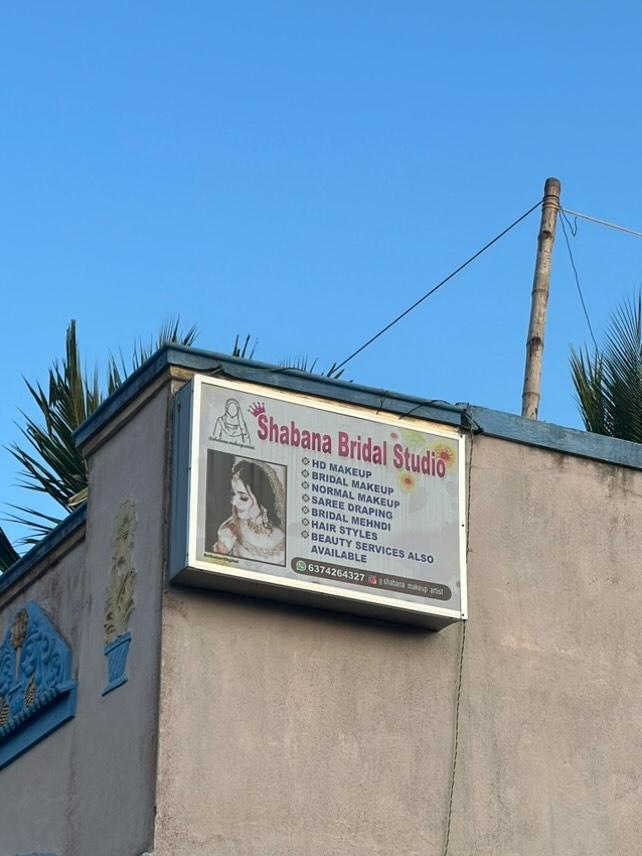 Shabana Bridal Studio
HD MAKEUP
BRIDAL MAKEUP
NORMAL MAKEUP
SAREE DRAPING
BRIDAL MEHNDI
HAIR STYLES
BEAUTY SERVICES ALSO
AVAILABLE
6374264327 @shabana makeup artist